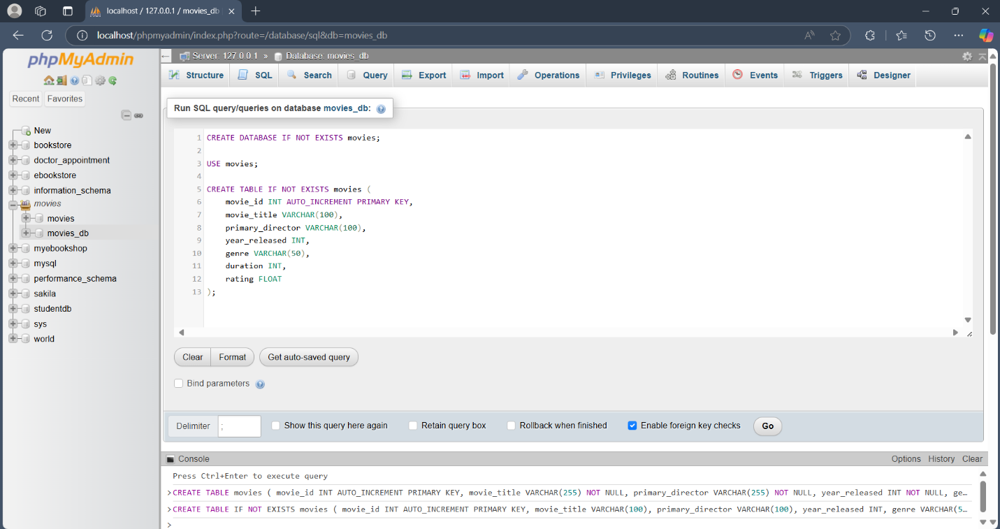 localhost / 127.0.0.1 / movies_db
localhost/phpmyadmin/index.php?route=/database/sql&db=movies_db
phpMyAdmin
Recent
Favorites
New
bookstore
doctor_appointment
ebookstore
information_schema
movies
movies
movies_db
myebookshop
mysql
performance_schema
sakila
studentdb
sys
world
Server: 127.0.0.1 » Database: movies_db
Structure SQL Search Query Export Import Operations Privileges Routines Events Triggers Designer
Run SQL query/queries on database movies_db:
1 CREATE DATABASE IF NOT EXISTS movies;
2
3 USE movies;
4
5 CREATE TABLE IF NOT EXISTS movies (
6 movie_id INT AUTO_INCREMENT PRIMARY KEY,
7 movie_title VARCHAR(100),
8 primary_director VARCHAR(100),
9 year_released INT,
10 genre VARCHAR(50),
11 duration INT,
12 rating FLOAT
13 );
Clear Format Get auto-saved query
Bind parameters
Delimiter ; Show this query here again Retain query box Rollback when finished Enable foreign key checks Go
Console Options History Clear
Press Ctrl+Enter to execute query
>CREATE TABLE movies ( movie_id INT AUTO_INCREMENT PRIMARY KEY, movie_title VARCHAR(255) NOT NULL, primary_director VARCHAR(255) NOT NULL, year_released INT NOT NULL, ge…
>CREATE TABLE IF NOT EXISTS movies ( movie_id INT AUTO_INCREMENT PRIMARY KEY, movie_title VARCHAR(100), primary_director VARCHAR(100), year_released INT, genre VARCHAR(5…
>